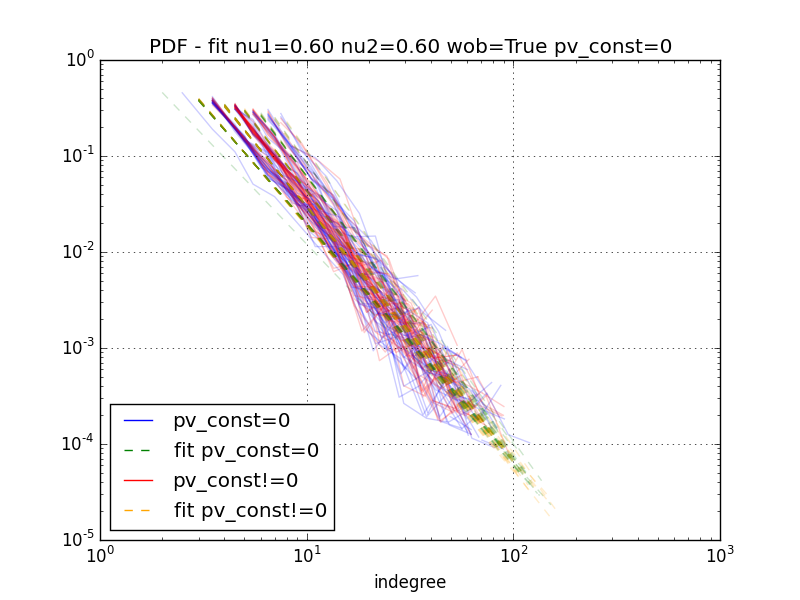 PDF - fit nu1=0.60 nu2=0.60 wob=True pv_const=0
10^0
10^-1
10^-2
10^-3
10^-4
10^-5
pv_const=0
fit pv_const=0
pv_const!=0
fit pv_const!=0
10^0 10^1 10^2 10^3
indegree